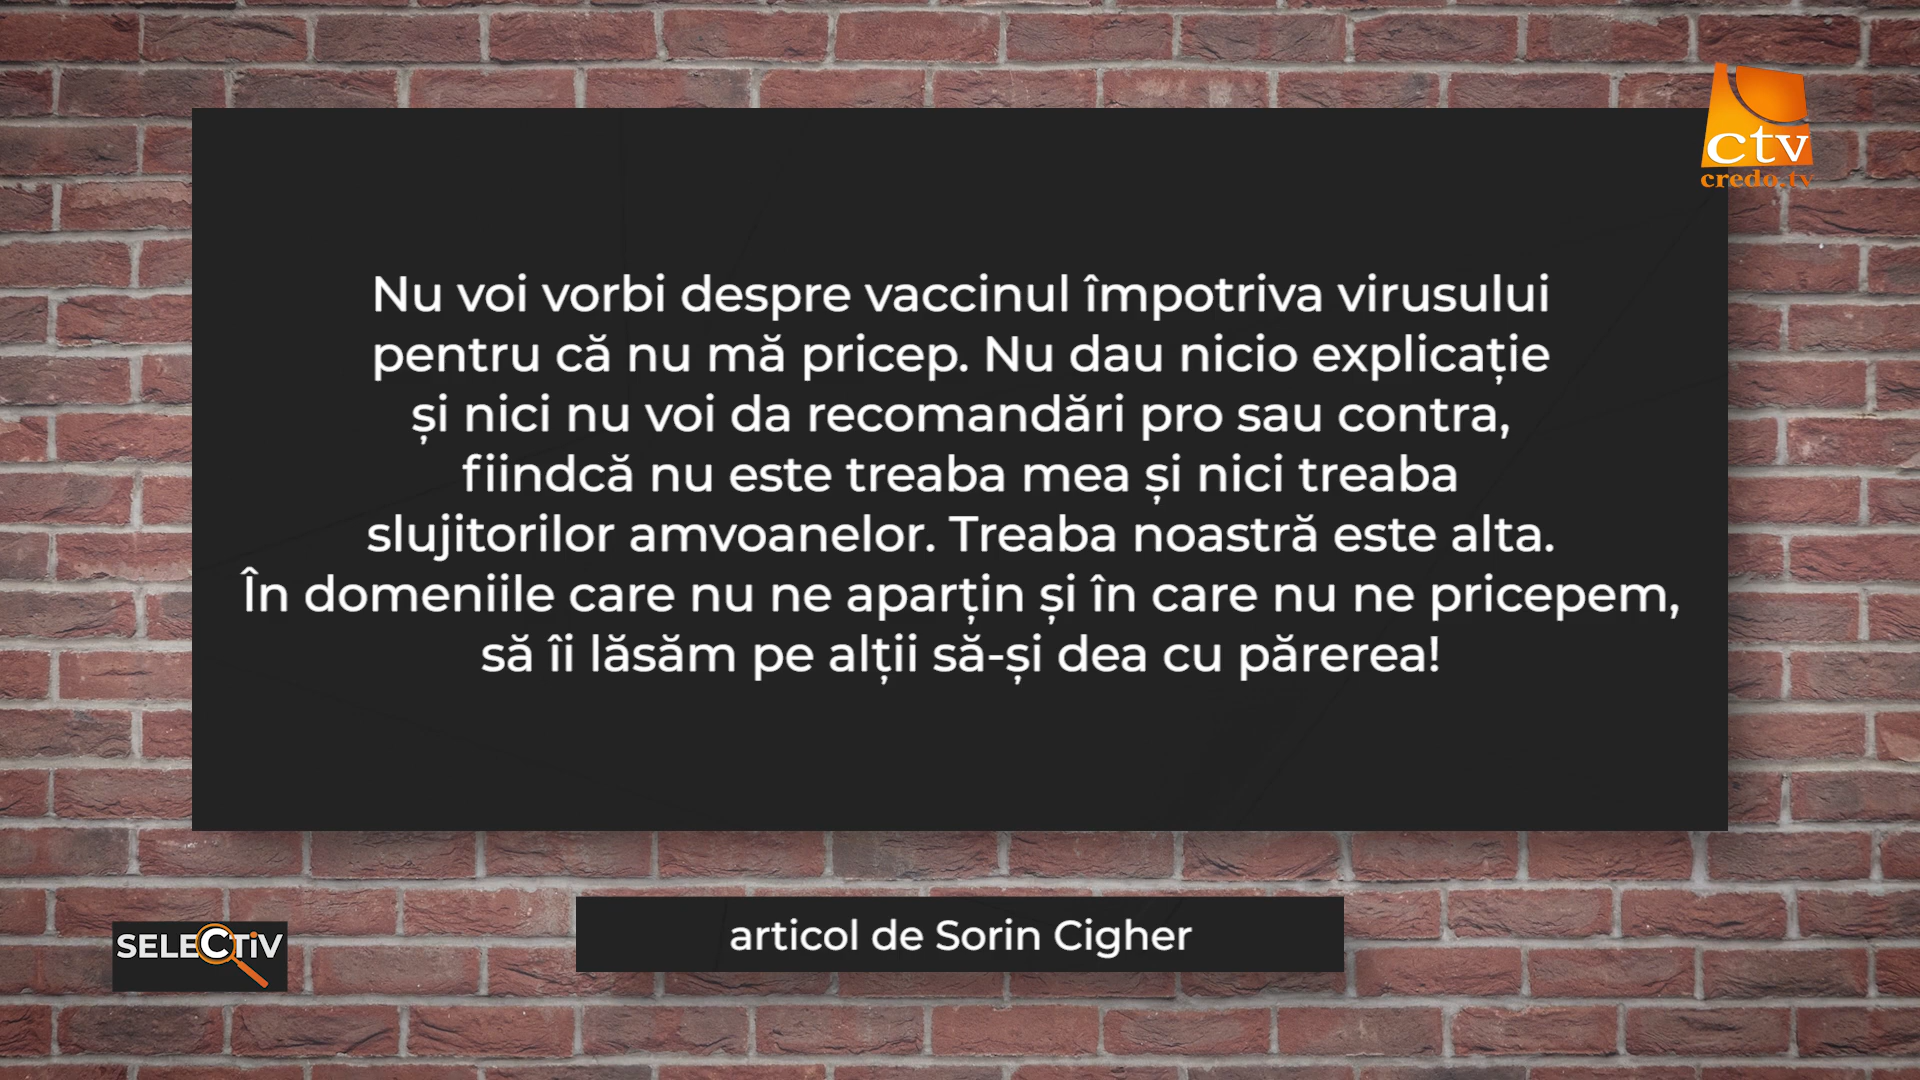 ctv
credo.tv
Nu voi vorbi despre vaccinul împotriva virusului
pentru că nu mă pricep. Nu dau nicio explicație
și nici nu voi da recomandări pro sau contra,
fiindcă nu este treaba mea și nici treaba
slujitorilor amvoanelor. Treaba noastră este alta.
În domeniile care nu ne aparțin și în care nu ne pricepem,
să îi lăsăm pe alții să-și dea cu părerea!
articol de Sorin Cigher
SELECTiV